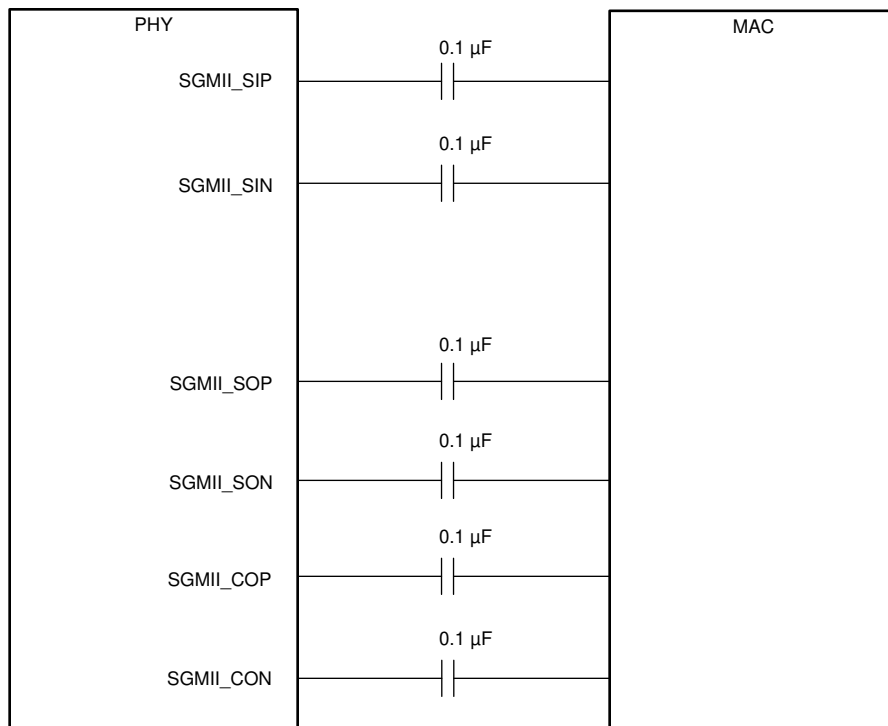 PHY
MAC
0.1 µF
SGMII_SIP
0.1 µF
SGMII_SIN
0.1 µF
SGMII_SOP
0.1 µF
SGMII_SON
0.1 µF
SGMII_COP
0.1 µF
SGMII_CON